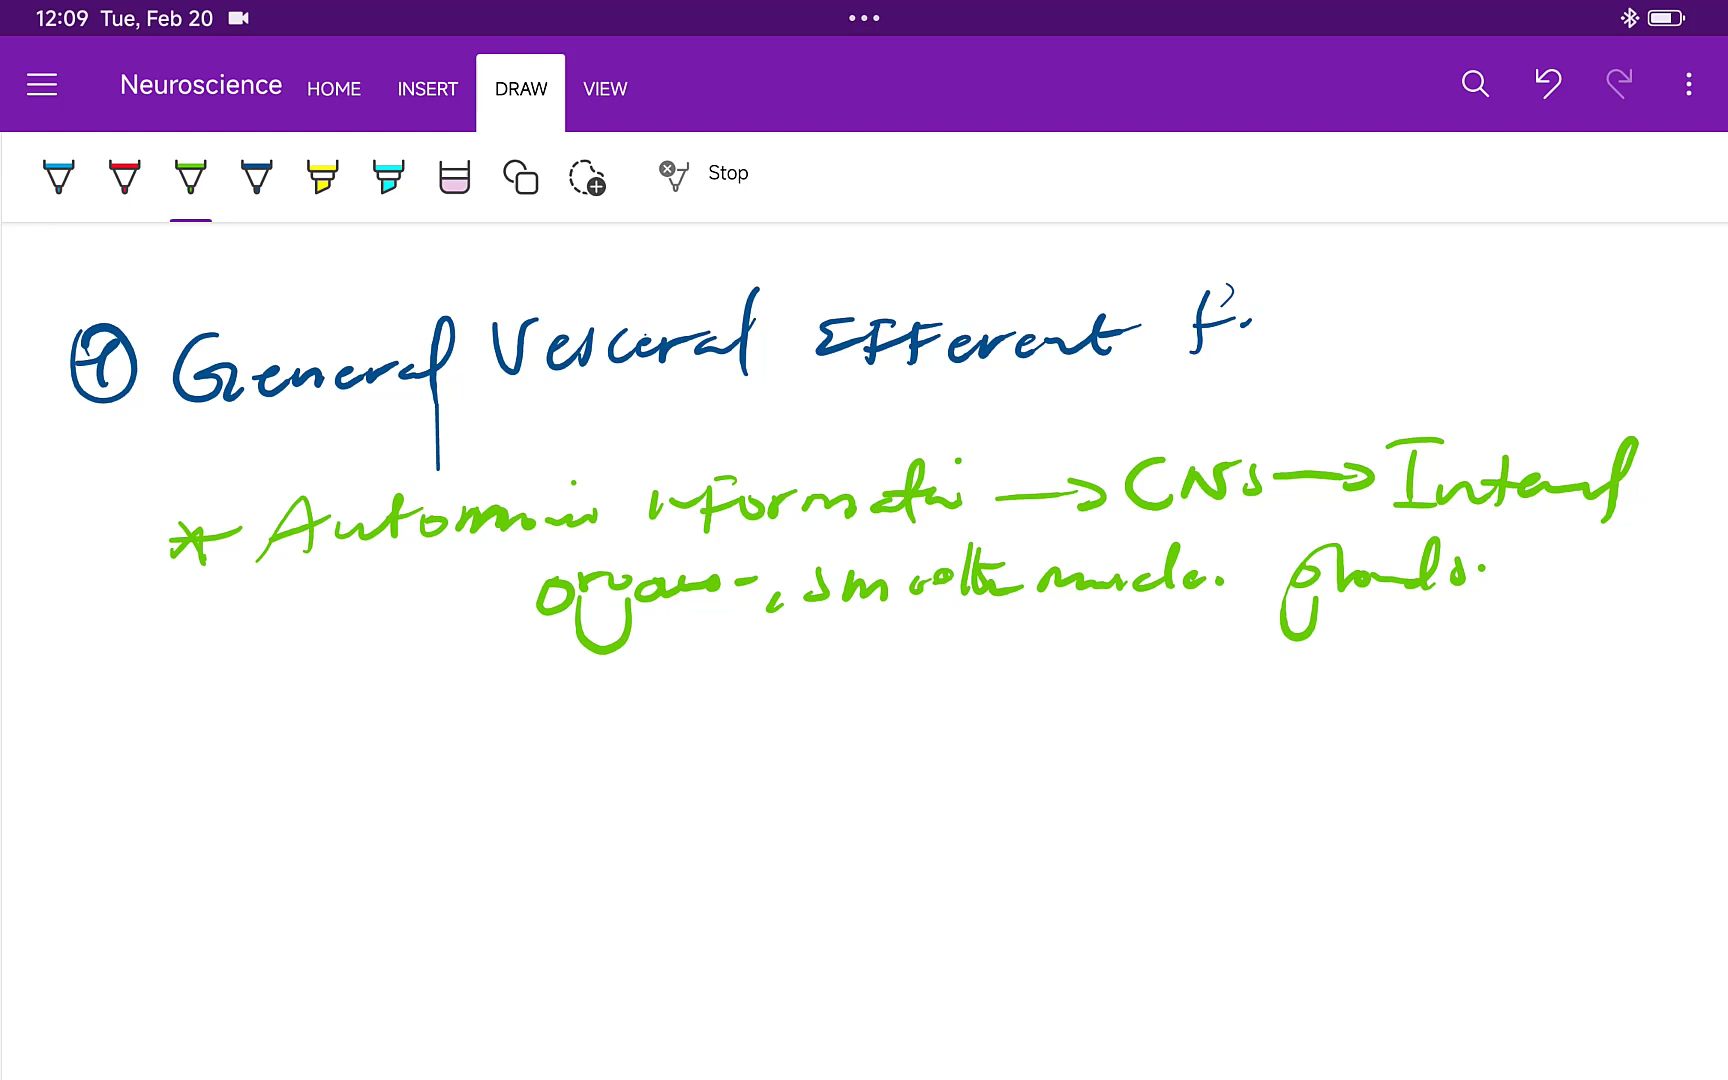 12:09 Tue, Feb 20
Neuroscience HOME INSERT DRAW VIEW
Stop
General Visceral Efferent f.
* Autonomic information → CNS → Internal
organs, smooth muscle. glands.